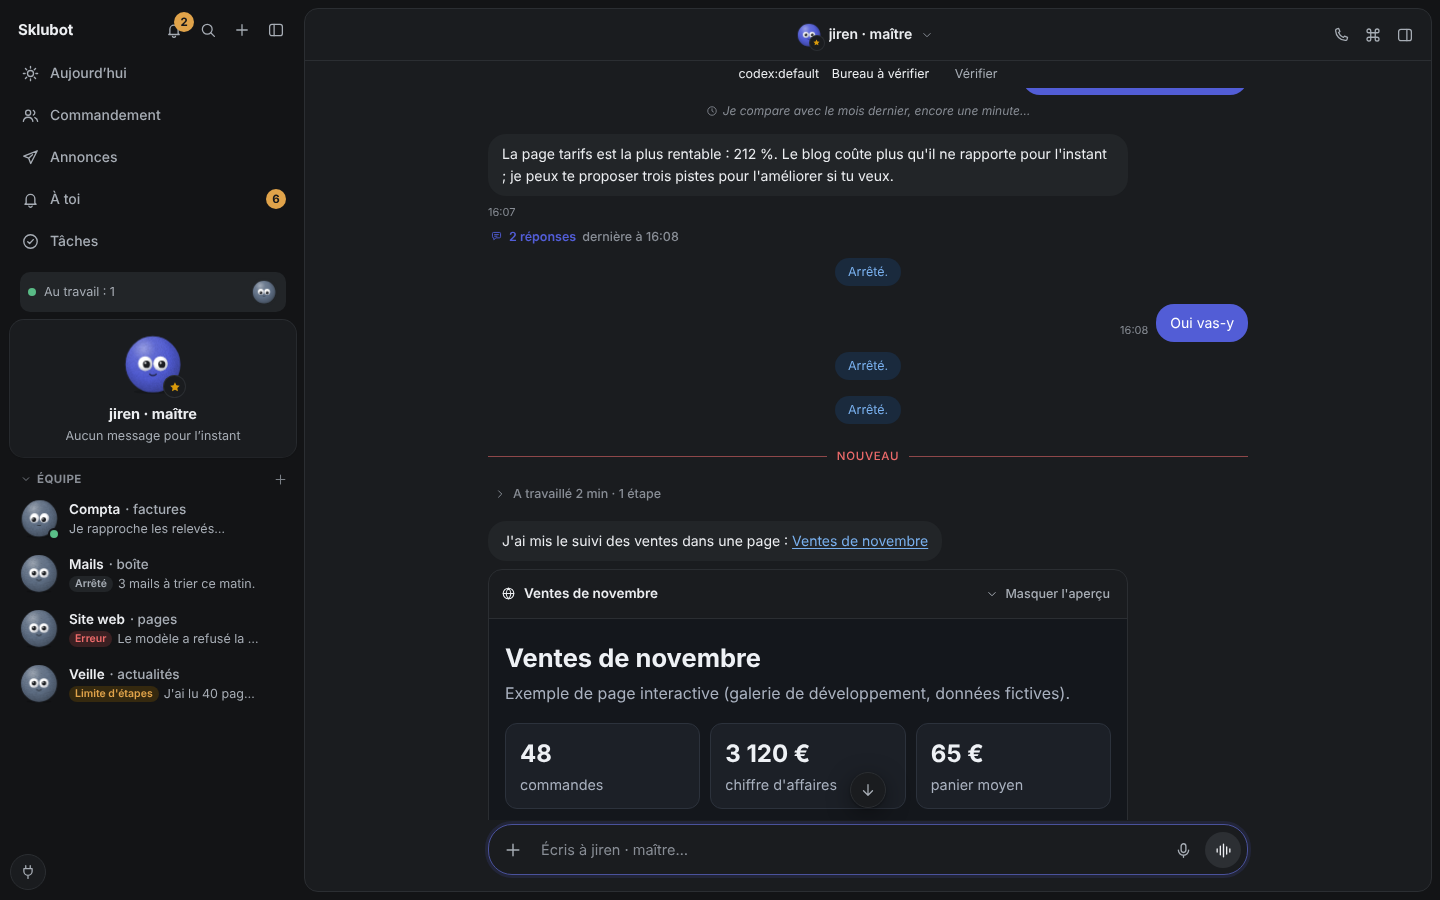 Sklubot
2
Aujourd'hui
Commandement
Annonces
À toi
6
Tâches
Au travail : 1
jiren · maître
Aucun message pour l'instant
ÉQUIPE
Compta · factures
Je rapproche les relevés...
Mails · boîte
Arrêté 3 mails à trier ce matin.
Site web · pages
Erreur Le modèle a refusé la ...
Veille · actualités
Limite d'étapes J'ai lu 40 pag...
jiren · maître
codex:default Bureau à vérifier Vérifier
Je compare avec le mois dernier, encore une minute...
La page tarifs est la plus rentable : 212 %. Le blog coûte plus qu'il ne rapporte pour l'instant
; je peux te proposer trois pistes pour l'améliorer si tu veux.
16:07
2 réponses dernière à 16:08
Arrêté.
16:08 Oui vas-y
Arrêté.
Arrêté.
NOUVEAU
A travaillé 2 min · 1 étape
J'ai mis le suivi des ventes dans une page : Ventes de novembre
Ventes de novembre Masquer l'aperçu
Ventes de novembre
Exemple de page interactive (galerie de développement, données fictives).
48
commandes
3 120 €
chiffre d'affaires
65 €
panier moyen
Écris à jiren · maître...